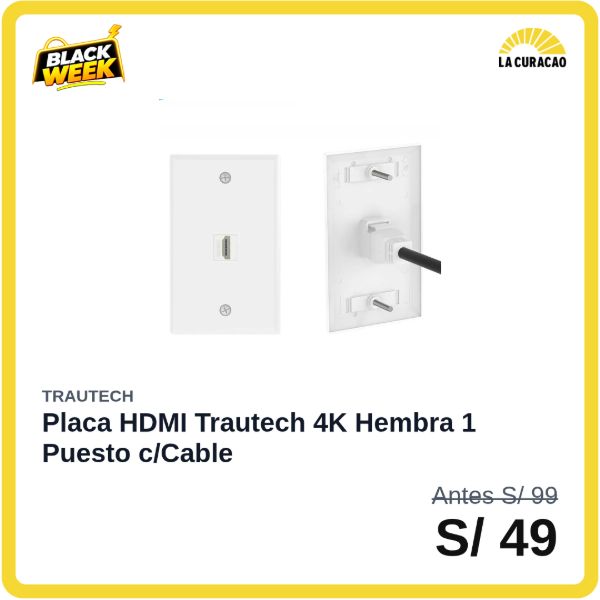 BLACK
WEEK
LA CURACAO
TRAUTECH
Placa HDMI Trautech 4K Hembra 1
Puesto c/Cable
Antes S/ 99
S/ 49